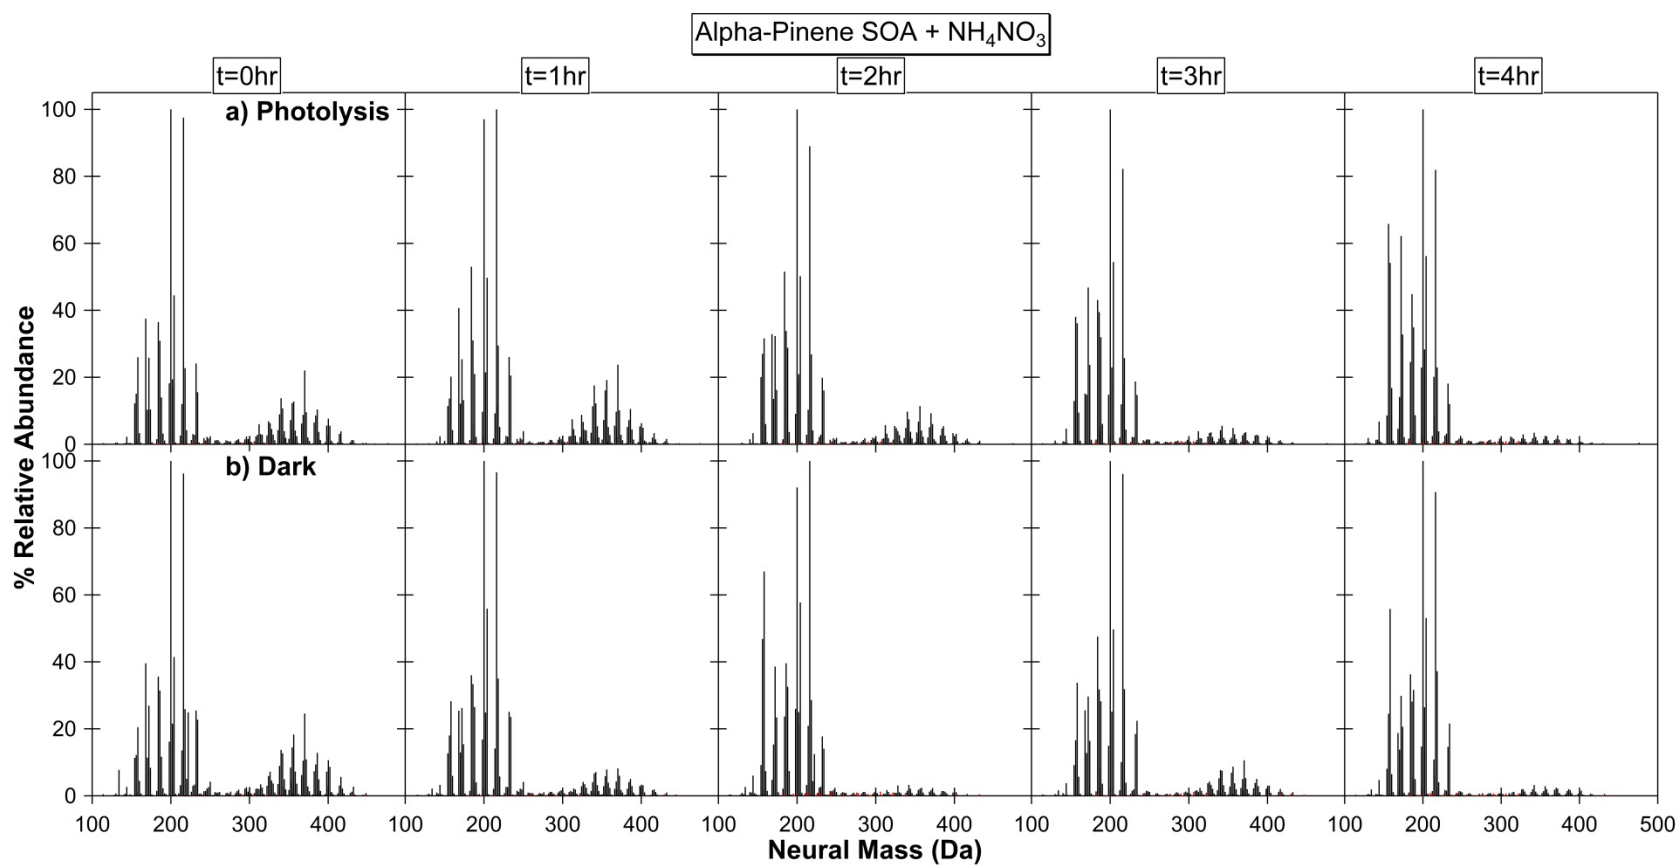 Alpha-Pinene SOA + NH₄NO₃
t=0hr t=1hr t=2hr t=3hr t=4hr
a) Photolysis
100
80
60
40
20
0
b) Dark
100
80
60
40
20
0
% Relative Abundance
100 200 300 400 100 200 300 400 100 200 300 400 100 200 300 400 100 200 300 400 500
Neural Mass (Da)